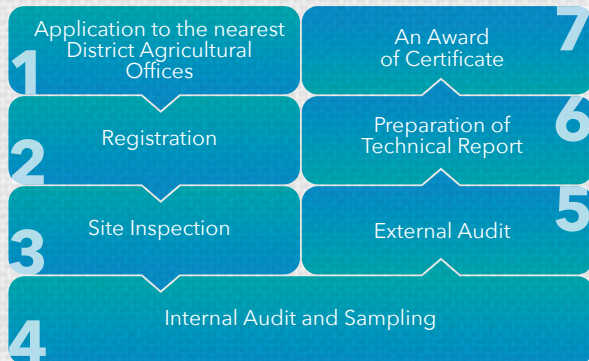 1
Application to the nearest
District Agricultural
Offices
2
Registration
3
Site Inspection
4
Internal Audit and Sampling
5
External Audit
6
Preparation of
Technical Report
7
An Award
of Certificate